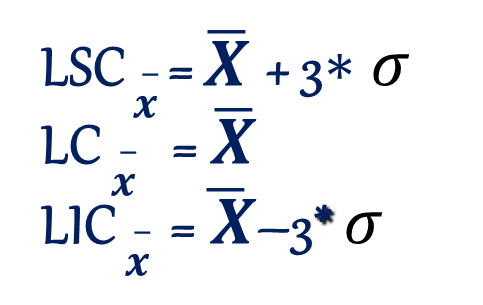 LSC x̄ = X̿ + 3* σ
LC x̄ = X̿
LIC x̄ = X̿ −3* σ